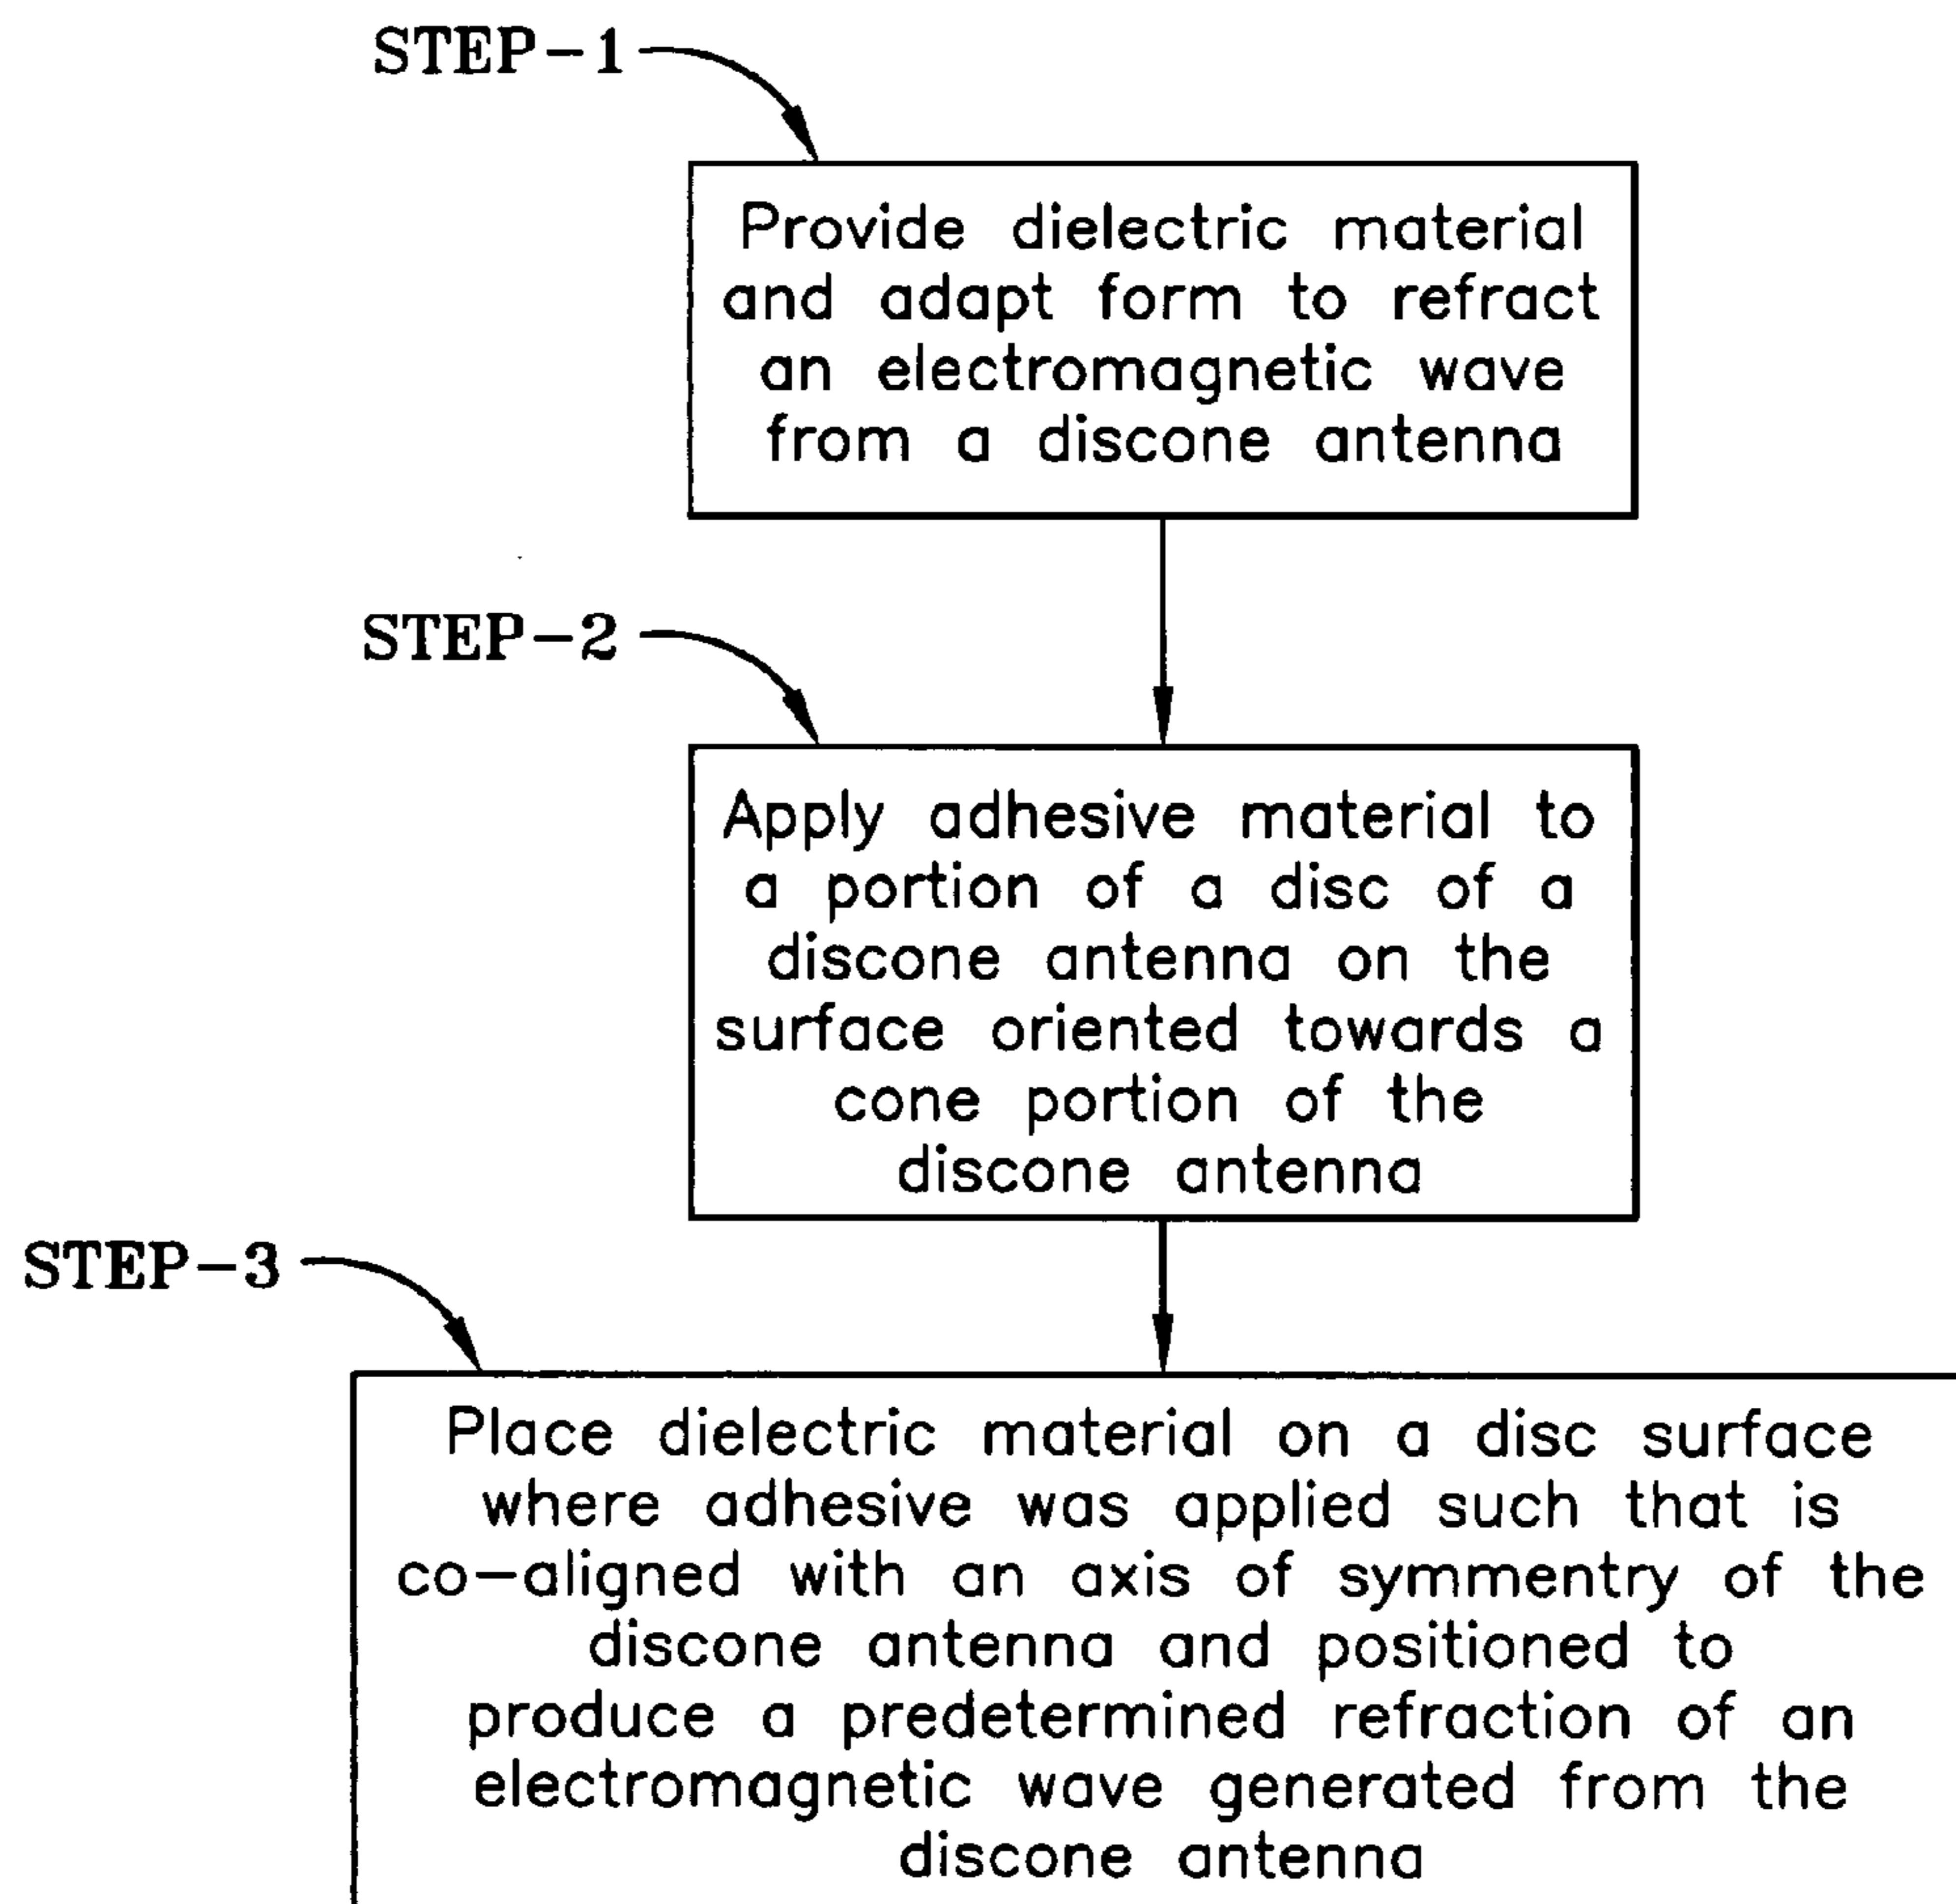 STEP-1
Provide dielectric material
and adapt form to refract
an electromagnetic wave
from a discone antenna
STEP-2
Apply adhesive material to
a portion of a disc of a
discone antenna on the
surface oriented towards a
cone portion of the
discone antenna
STEP-3
Place dielectric material on a disc surface
where adhesive was applied such that is
co-aligned with an axis of symmentry of the
discone antenna and positioned to
produce a predetermined refraction of an
electromagnetic wave generated from the
discone antenna